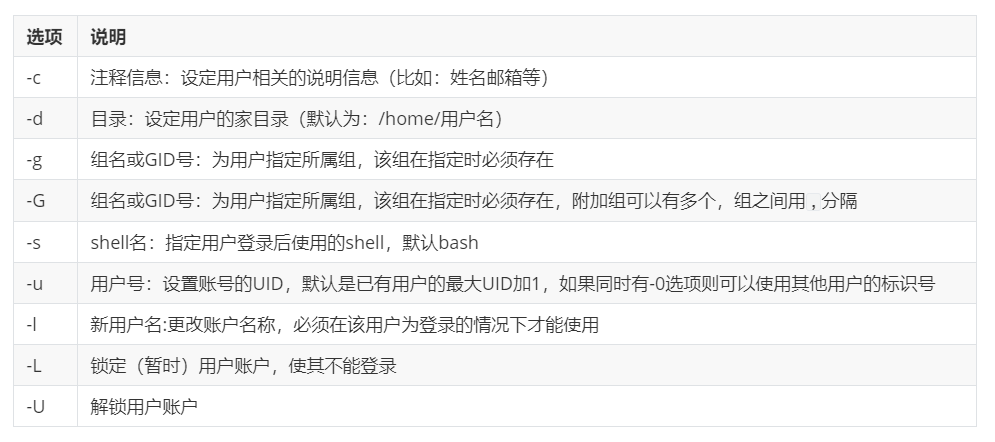 选项 说明
-c 注释信息：设定用户相关的说明信息（比如：姓名邮箱等）
-d 目录：设定用户的家目录（默认为：/home/用户名）
-g 组名或GID号：为用户指定所属组，该组在指定时必须存在
-G 组名或GID号：为用户指定所属组，该组在指定时必须存在，附加组可以有多个，组之间用 , 分隔
-s shell名：指定用户登录后使用的shell，默认bash
-u 用户号：设置账号的UID，默认是已有用户的最大UID加1，如果同时有-0选项则可以使用其他用户的标识号
-l 新用户名:更改账户名称，必须在该用户为登录的情况下才能使用
-L 锁定（暂时）用户账户，使其不能登录
-U 解锁用户账户